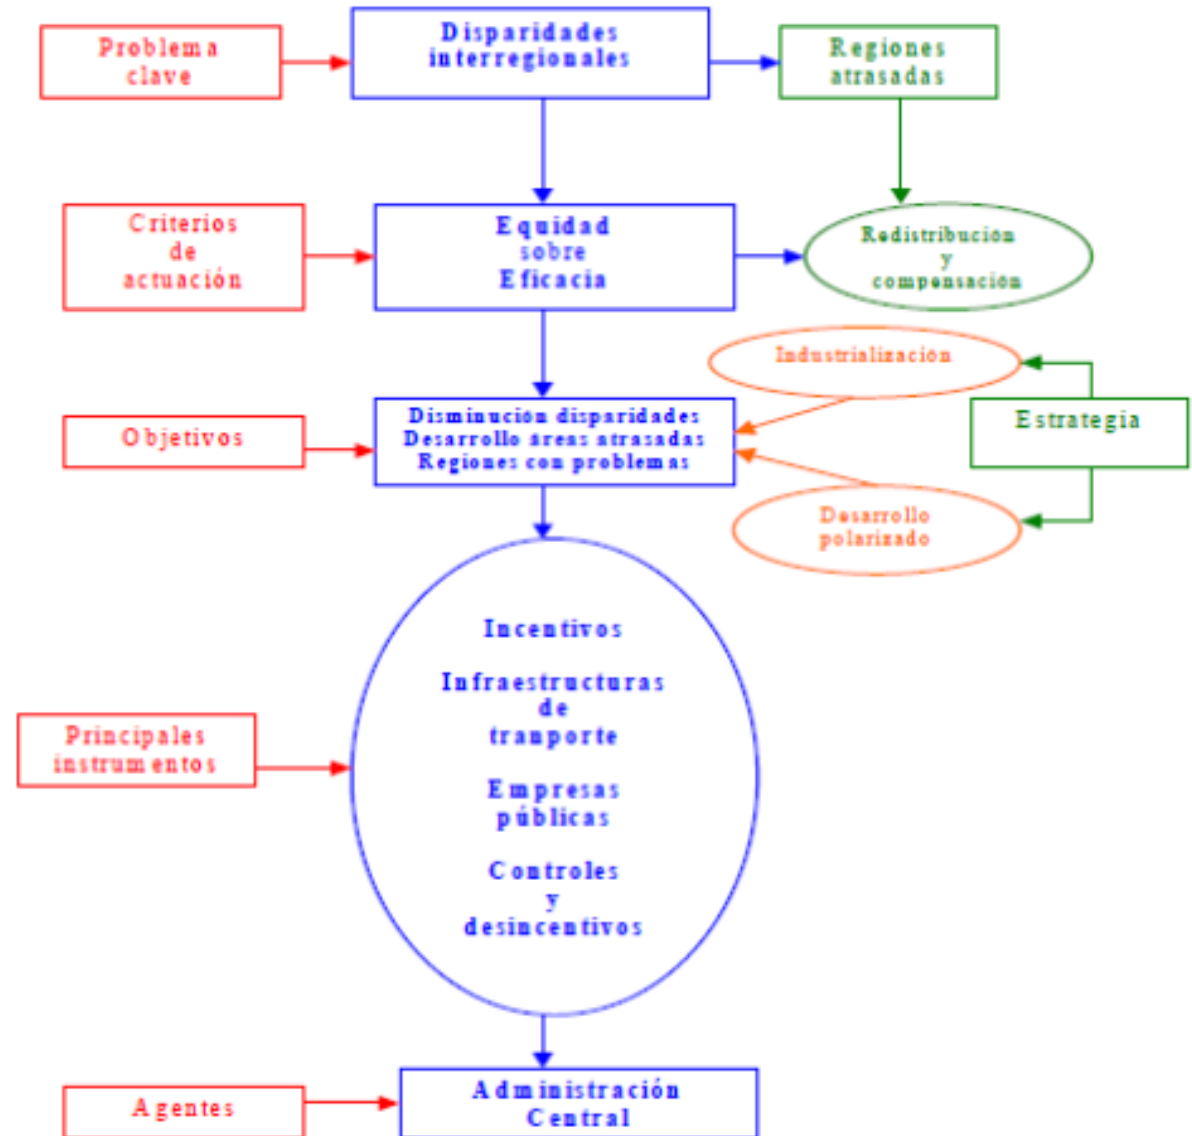 Problema
clave
Disparidades
interregionales
Regiones
atrasadas
Criterios
de
actuación
Equidad
sobre
Eficacia
Redistribución
y
compensación
Industrialización
Objetivos
Disminución disparidades
Desarrollo áreas atrasadas
Regiones con problemas
Estrategia
Desarrollo
polarizado
Incentivos
Infraestructuras
de
tranporte
Principales
instrumentos
Empresas
públicas
Controles
y
desincentivos
Agentes
Administración
Central